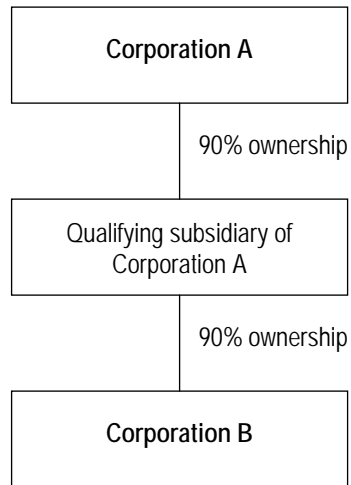 Corporation A
90% ownership
Qualifying subsidiary of
Corporation A
90% ownership
Corporation B